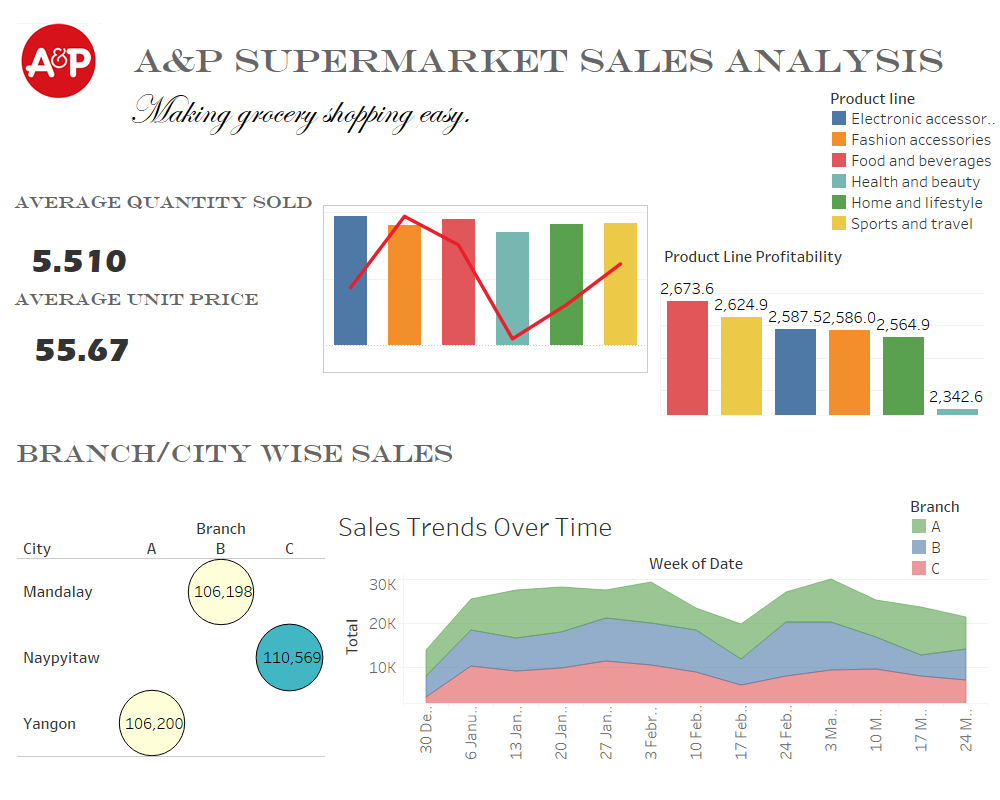 A&P
A&P SUPERMARKET SALES ANALYSIS
Making grocery shopping easy.
Product line
Electronic accessor..
Fashion accessories
Food and beverages
Health and beauty
Home and lifestyle
Sports and travel
AVERAGE QUANTITY SOLD
5.510
AVERAGE UNIT PRICE
55.67
Product Line Profitability
2,673.6
2,624.9
2,587.5
2,586.0
2,564.9
2,342.6
BRANCH/CITY WISE SALES
Branch
City A B C
Mandalay 106,198
Naypyitaw 110,569
Yangon 106,200
Sales Trends Over Time
Branch
A
B
C
Week of Date
Total
30K
20K
10K
30 De..
6 Janu..
13 Jan..
20 Jan..
27 Jan..
3 Febr..
10 Feb..
17 Feb..
24 Feb..
3 Ma..
10 M..
17 M..
24 M..